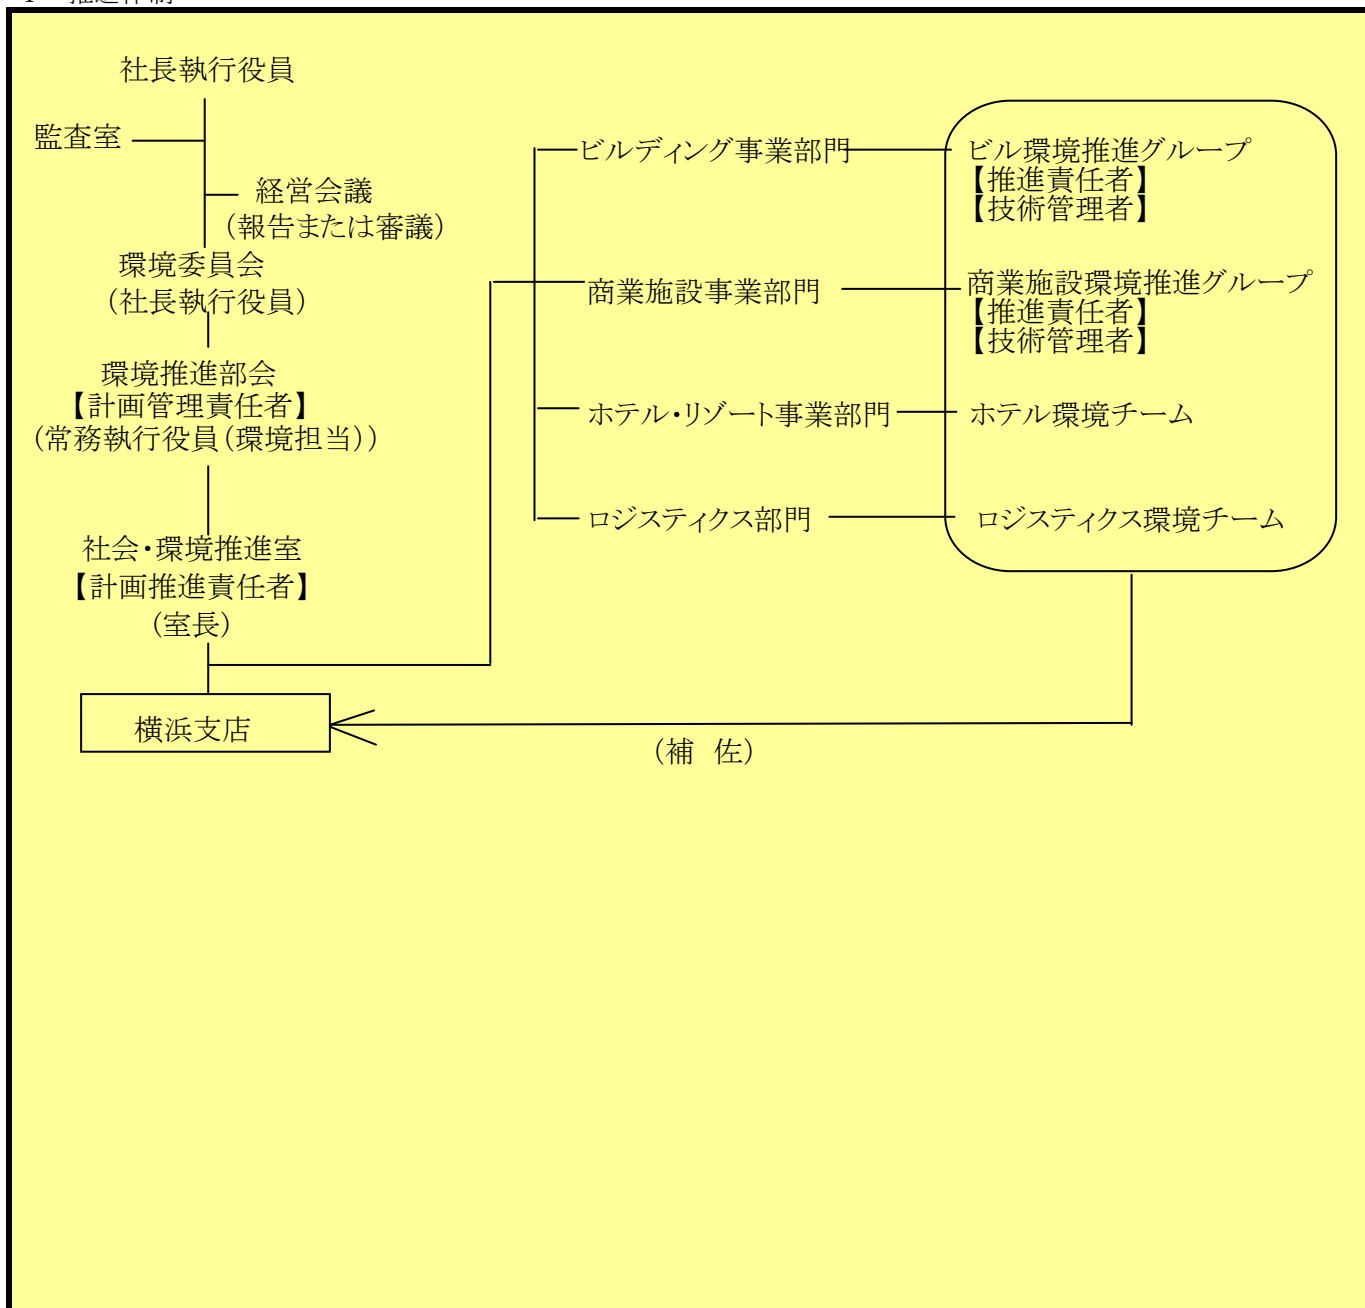 社長執行役員
監査室
経営会議
(報告または審議)
環境委員会
(社長執行役員)
環境推進部会
【計画管理責任者】
(常務執行役員(環境担当))
社会・環境推進室
【計画推進責任者】
(室長)
横浜支店
ビルディング事業部門
商業施設事業部門
ホテル・リゾート事業部門
ロジスティクス部門
ビル環境推進グループ
【推進責任者】
【技術管理者】
商業施設環境推進グループ
【推進責任者】
【技術管理者】
ホテル環境チーム
ロジスティクス環境チーム
(補 佐)